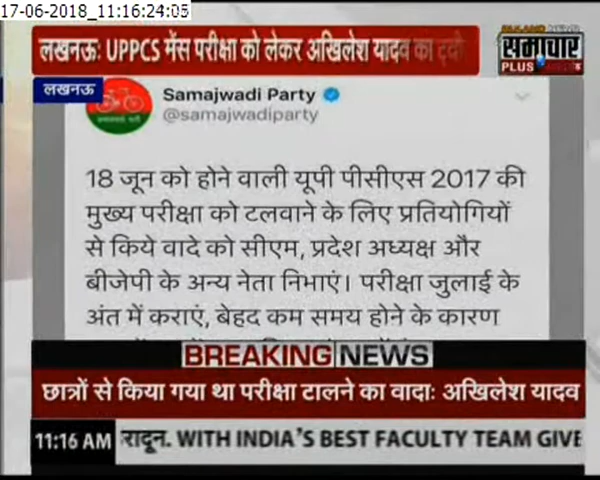 17-06-2018_11:16:24:05
लखनऊः UPPCS मेंस परीक्षा को लेकर अखिलेश यादव का
समाचार
PLUS
लखनऊ
Samajwadi Party
@samajwadiparty
18 जून को होने वाली यूपी पीसीएस 2017 की
मुख्य परीक्षा को टलवाने के लिए प्रतियोगियों
से किये वादे को सीएम, प्रदेश अध्यक्ष और
बीजेपी के अन्य नेता निभाएं। परीक्षा जुलाई के
अंत में कराएं, बेहद कम समय होने के कारण
BREAKING NEWS
छात्रों से किया गया था परीक्षा टालने का वादाः अखिलेश यादव
11:16 AM रादून. WITH INDIA'S BEST FACULTY TEAM GIVE